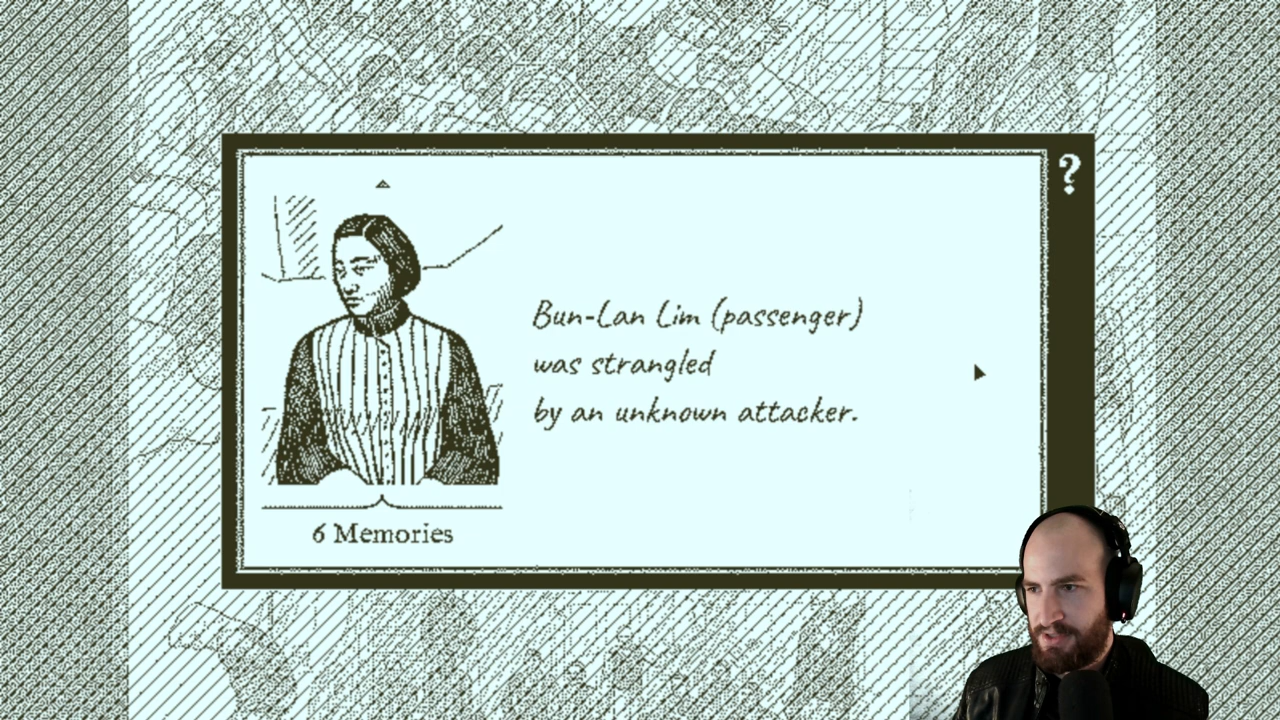 ?
Bun-Lan Lim (passenger)
was strangled
by an unknown attacker.
6 Memories